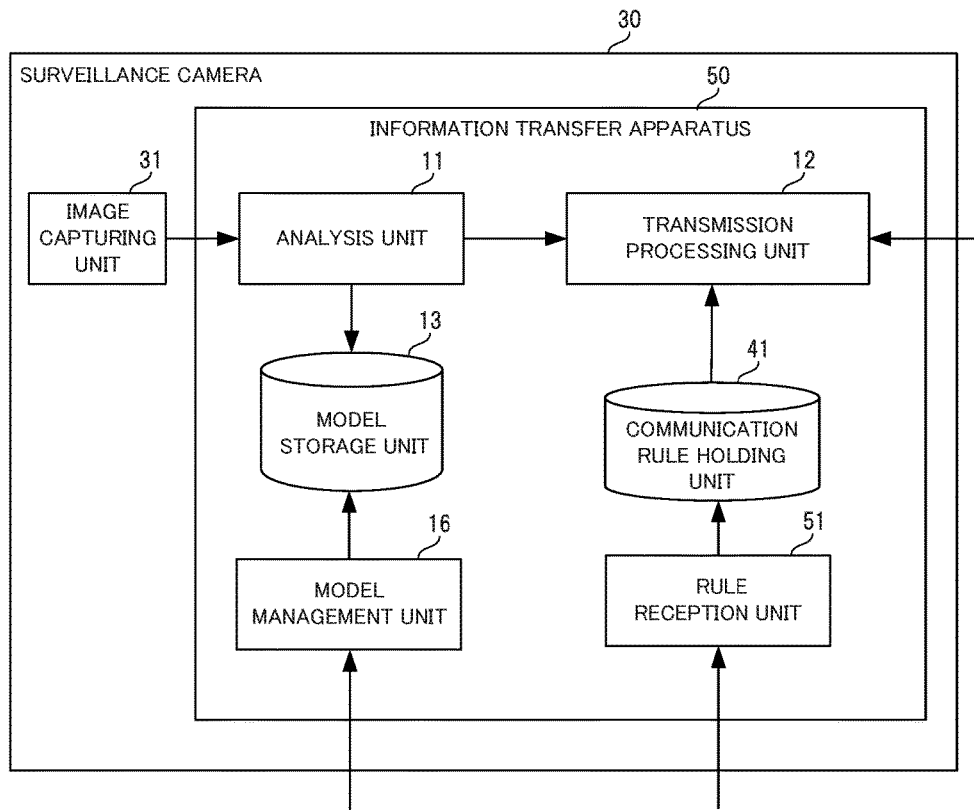 30
SURVEILLANCE CAMERA
50
INFORMATION TRANSFER APPARATUS
31
IMAGE
CAPTURING
UNIT
11
ANALYSIS UNIT
12
TRANSMISSION
PROCESSING UNIT
13
MODEL
STORAGE UNIT
41
COMMUNICATION
RULE HOLDING
UNIT
16
MODEL
MANAGEMENT UNIT
51
RULE
RECEPTION UNIT